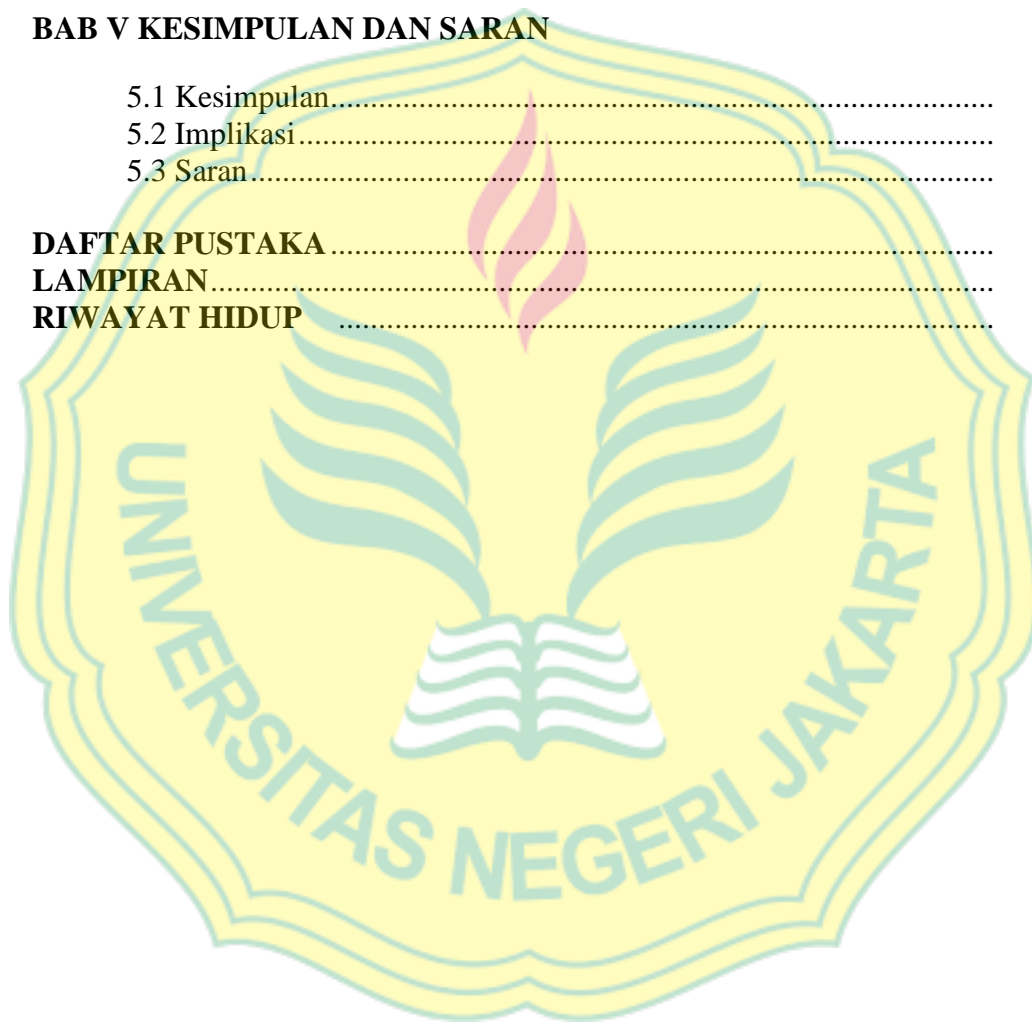 BAB V KESIMPULAN DAN SARAN
5.1 Kesimpulan..................................................................................
5.2 Implikasi......................................................................................
5.3 Saran............................................................................................
DAFTAR PUSTAKA..................................................................................
LAMPIRAN.................................................................................................
RIWAYAT HIDUP .................................................................................
UNIVERSITAS NEGERI JAKARTA